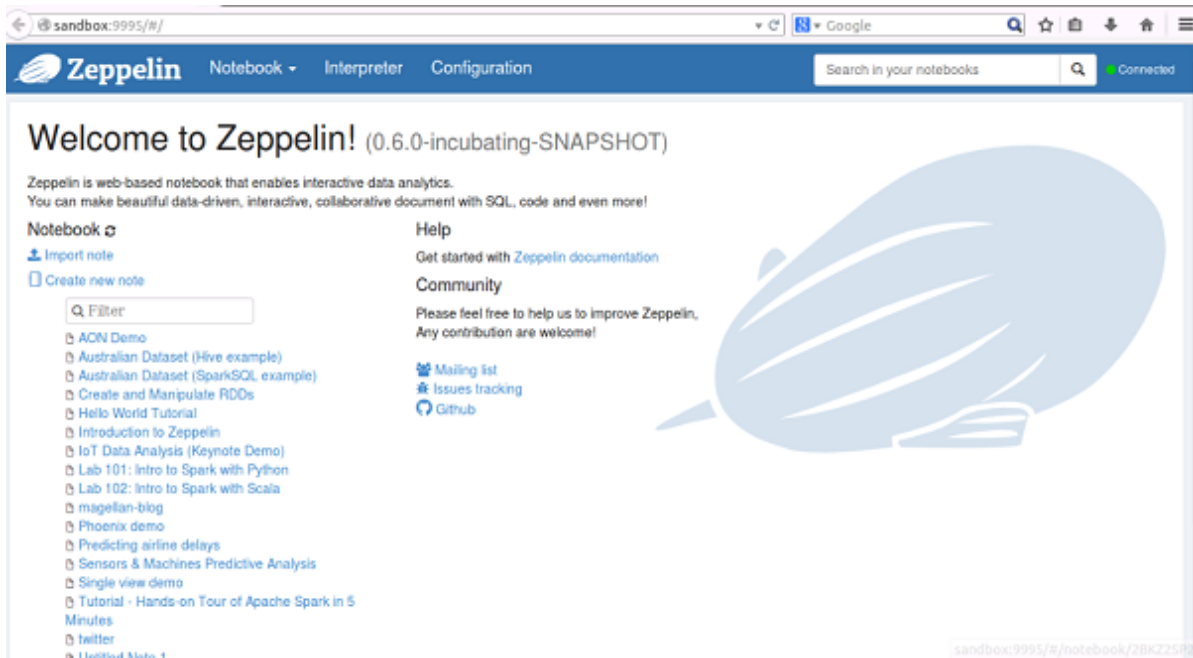 sandbox:9995/#/
Google
Zeppelin Notebook Interpreter Configuration
Search in your notebooks
Connected
Welcome to Zeppelin! (0.6.0-incubating-SNAPSHOT)
Zeppelin is web-based notebook that enables interactive data analytics.
You can make beautiful data-driven, interactive, collaborative document with SQL, code and even more!
Notebook
Import note
Create new note
Filter
AON Demo
Australian Dataset (Hive example)
Australian Dataset (SparkSQL example)
Create and Manipulate RDDs
Hello World Tutorial
Introduction to Zeppelin
IoT Data Analysis (Keynote Demo)
Lab 101: Intro to Spark with Python
Lab 102: Intro to Spark with Scala
magellan-blog
Phoenix demo
Predicting airline delays
Sensors & Machines Predictive Analysis
Single view demo
Tutorial - Hands-on Tour of Apache Spark in 5
Minutes
twitter
Untitled Note 1
Help
Get started with Zeppelin documentation
Community
Please feel free to help us to improve Zeppelin,
Any contribution are welcome!
Mailing list
Issues tracking
Github